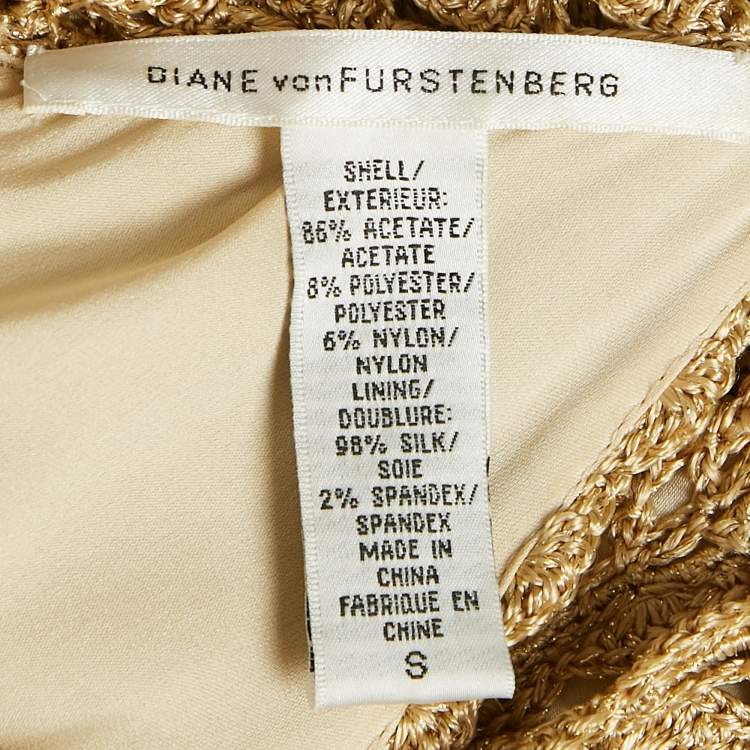 DIANE vonFURSTENBERG
SHELL/
EXTERIEUR:
86% ACETATE/
ACETATE
8% POLYESTER/
POLYESTER
6% NYLON/
NYLON
LINING/
DOUBLURE:
98% SILK/
SOIE
2% SPANDEX/
SPANDEX
MADE IN
CHINA
FABRIQUE EN
CHINE
S